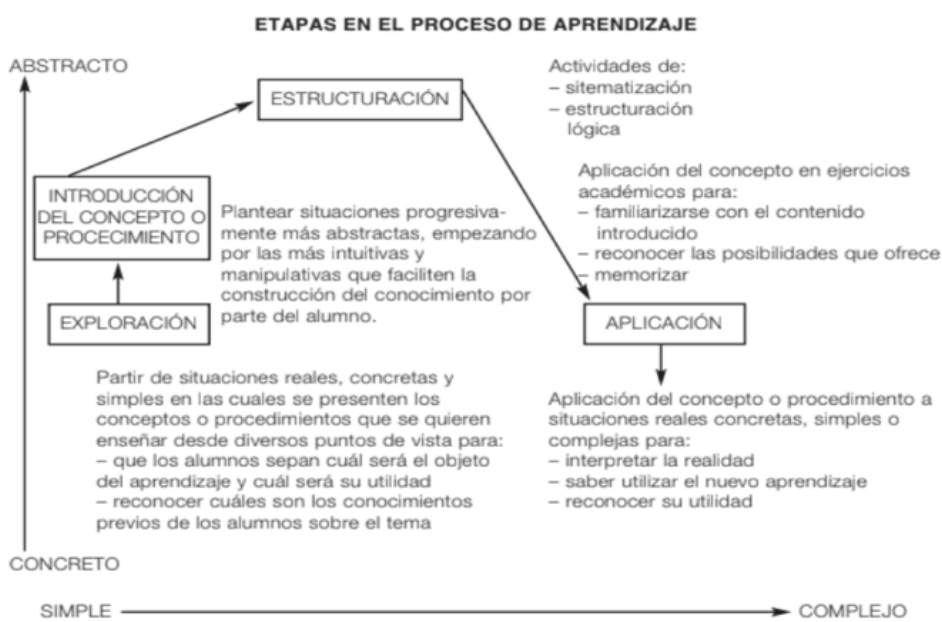 ETAPAS EN EL PROCESO DE APRENDIZAJE
ABSTRACTO
ESTRUCTURACIÓN
Actividades de:
– sitematización
– estructuración
lógica
INTRODUCCIÓN
DEL CONCEPTO O
PROCECIMIENTO
Plantear situaciones progresiva-
mente más abstractas, empezando
por las más intuitivas y
manipulativas que faciliten la
construcción del conocimiento por
parte del alumno.
Aplicación del concepto en ejercicios
académicos para:
– familiarizarse con el contenido
introducido
– reconocer las posibilidades que ofrece
– memorizar
EXPLORACIÓN
APLICACIÓN
Partir de situaciones reales, concretas y
simples en las cuales se presenten los
conceptos o procedimientos que se quieren
enseñar desde diversos puntos de vista para:
– que los alumnos sepan cuál será el objeto
del aprendizaje y cuál será su utilidad
– reconocer cuáles son los conocimientos
previos de los alumnos sobre el tema
Aplicación del concepto o procedimiento a
situaciones reales concretas, simples o
complejas para:
– interpretar la realidad
– saber utilizar el nuevo aprendizaje
– reconocer su utilidad
CONCRETO
SIMPLE
COMPLEJO